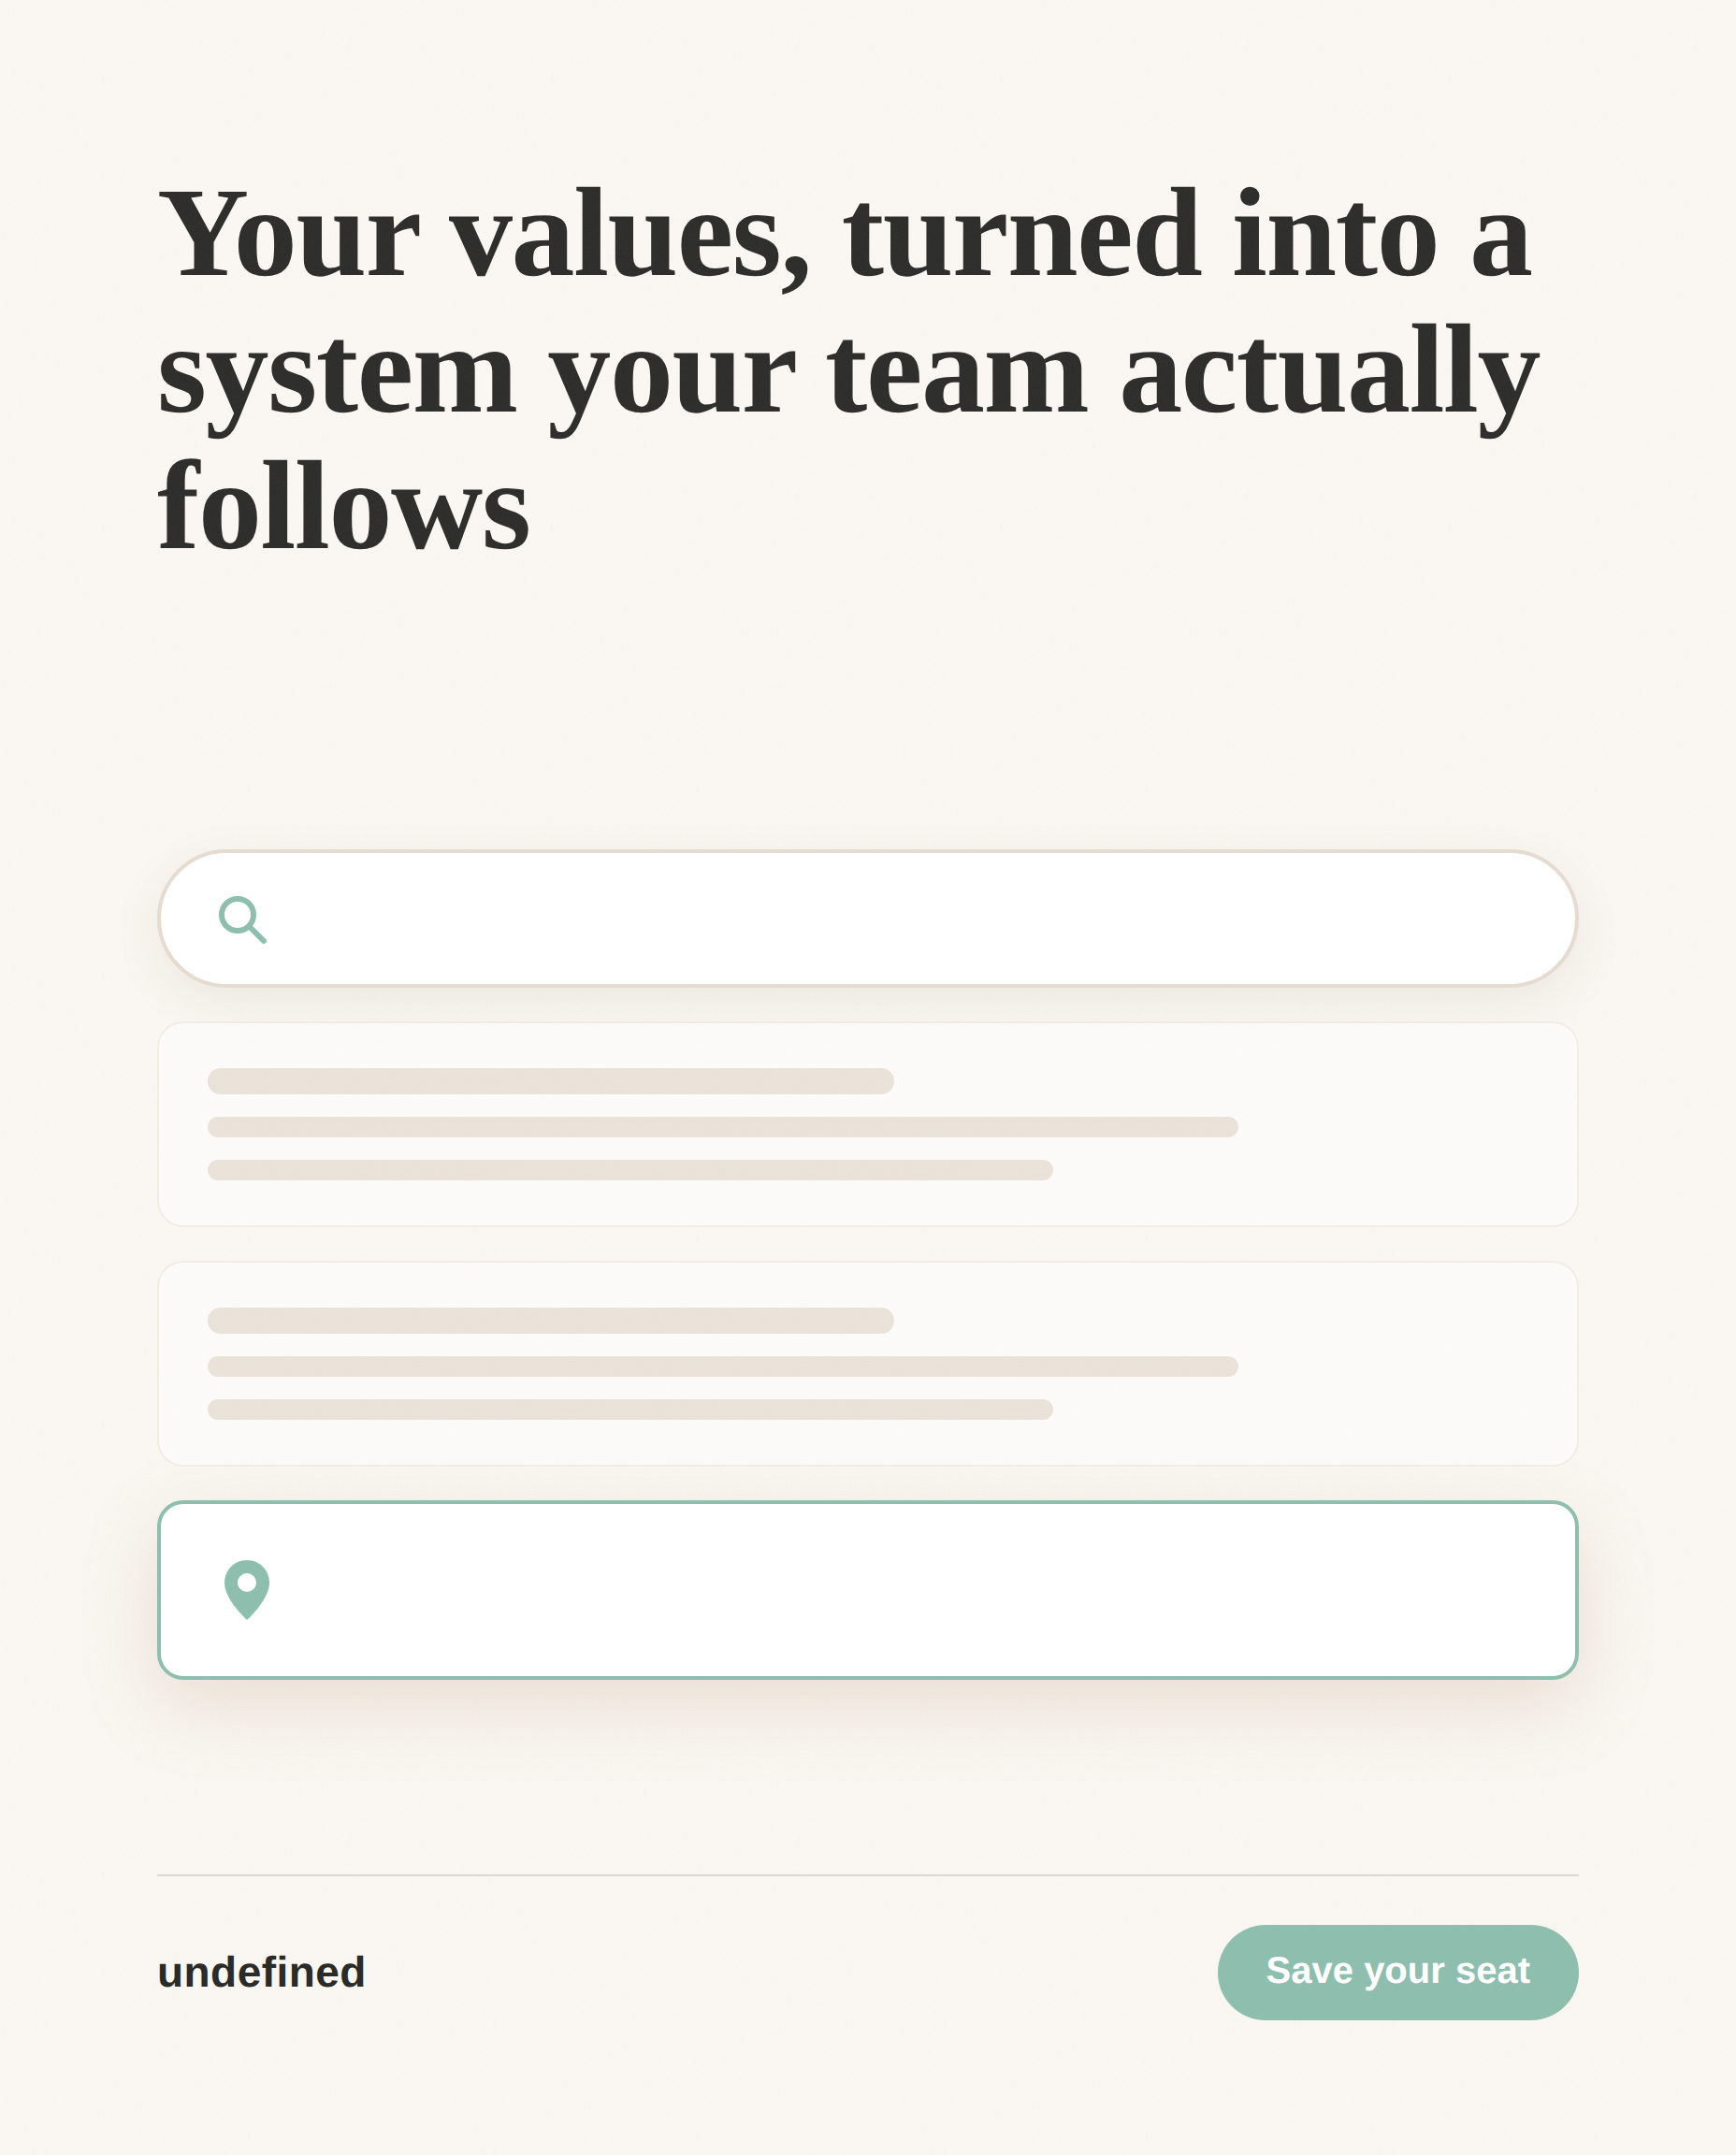 Your values, turned into a
system your team actually
follows
undefined
Save your seat